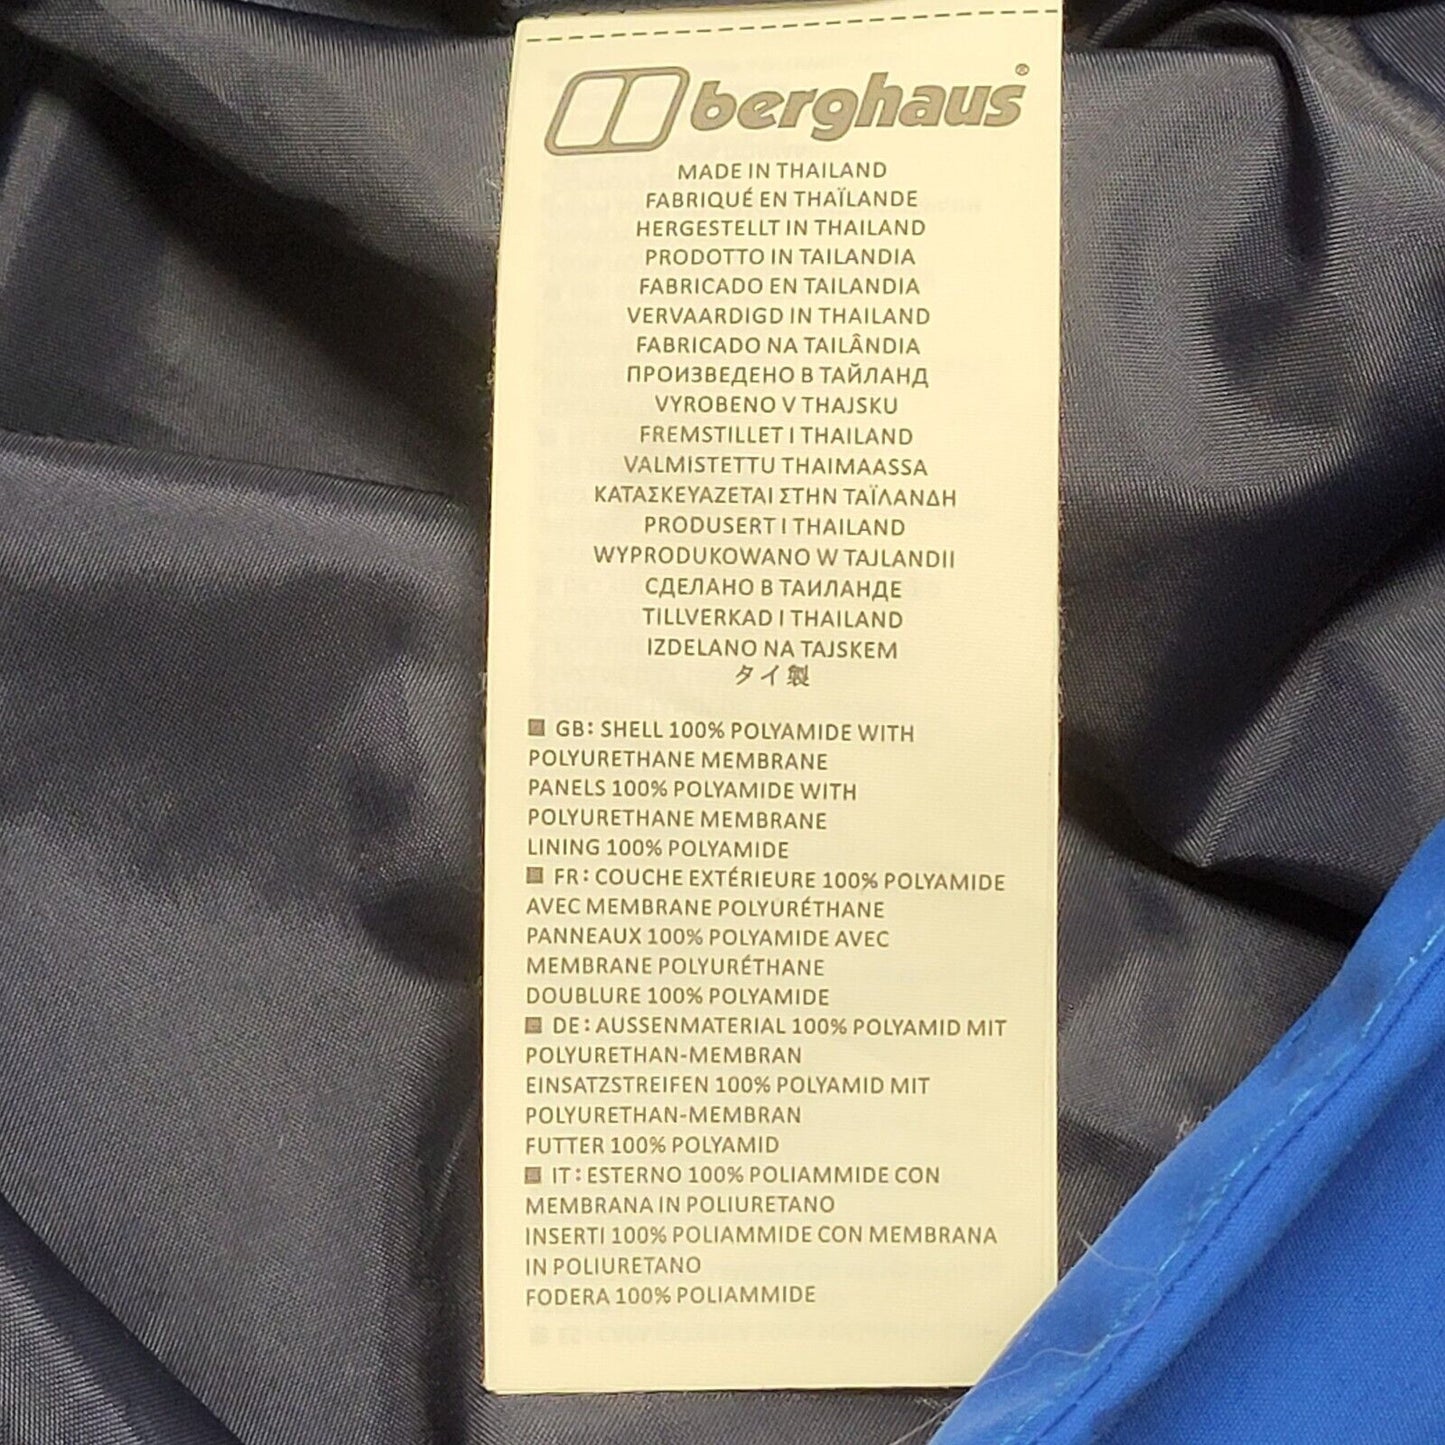 berghaus®
MADE IN THAILAND
FABRIQUÉ EN THAÏLANDE
HERGESTELLT IN THAILAND
PRODOTTO IN TAILANDIA
FABRICADO EN TAILANDIA
VERVAARDIGD IN THAILAND
FABRICADO NA TAILÂNDIA
ПРОИЗВЕДЕНО В ТАЙЛАНД
VYROBENO V THAJSKU
FREMSTILLET I THAILAND
VALMISTETTU THAIMAASSA
ΚΑΤΑΣΚΕΥΑΖΕΤΑΙ ΣΤΗΝ ΤΑΪΛΑΝΔΗ
PRODUSERT I THAILAND
WYPRODUKOWANO W TAJLANDII
СДЕЛАНО В ТАИЛАНДЕ
TILLVERKAD I THAILAND
IZDELANO NA TAJSKEM
タイ製
GB: SHELL 100% POLYAMIDE WITH
POLYURETHANE MEMBRANE
PANELS 100% POLYAMIDE WITH
POLYURETHANE MEMBRANE
LINING 100% POLYAMIDE
FR: COUCHE EXTÉRIEURE 100% POLYAMIDE
AVEC MEMBRANE POLYURÉTHANE
PANNEAUX 100% POLYAMIDE AVEC
MEMBRANE POLYURÉTHANE
DOUBLURE 100% POLYAMIDE
DE: AUSSENMATERIAL 100% POLYAMID MIT
POLYURETHAN-MEMBRAN
EINSATZSTREIFEN 100% POLYAMID MIT
POLYURETHAN-MEMBRAN
FUTTER 100% POLYAMID
IT: ESTERNO 100% POLIAMMIDE CON
MEMBRANA IN POLIURETANO
INSERTI 100% POLIAMMIDE CON MEMBRANA
IN POLIURETANO
FODERA 100% POLIAMMIDE